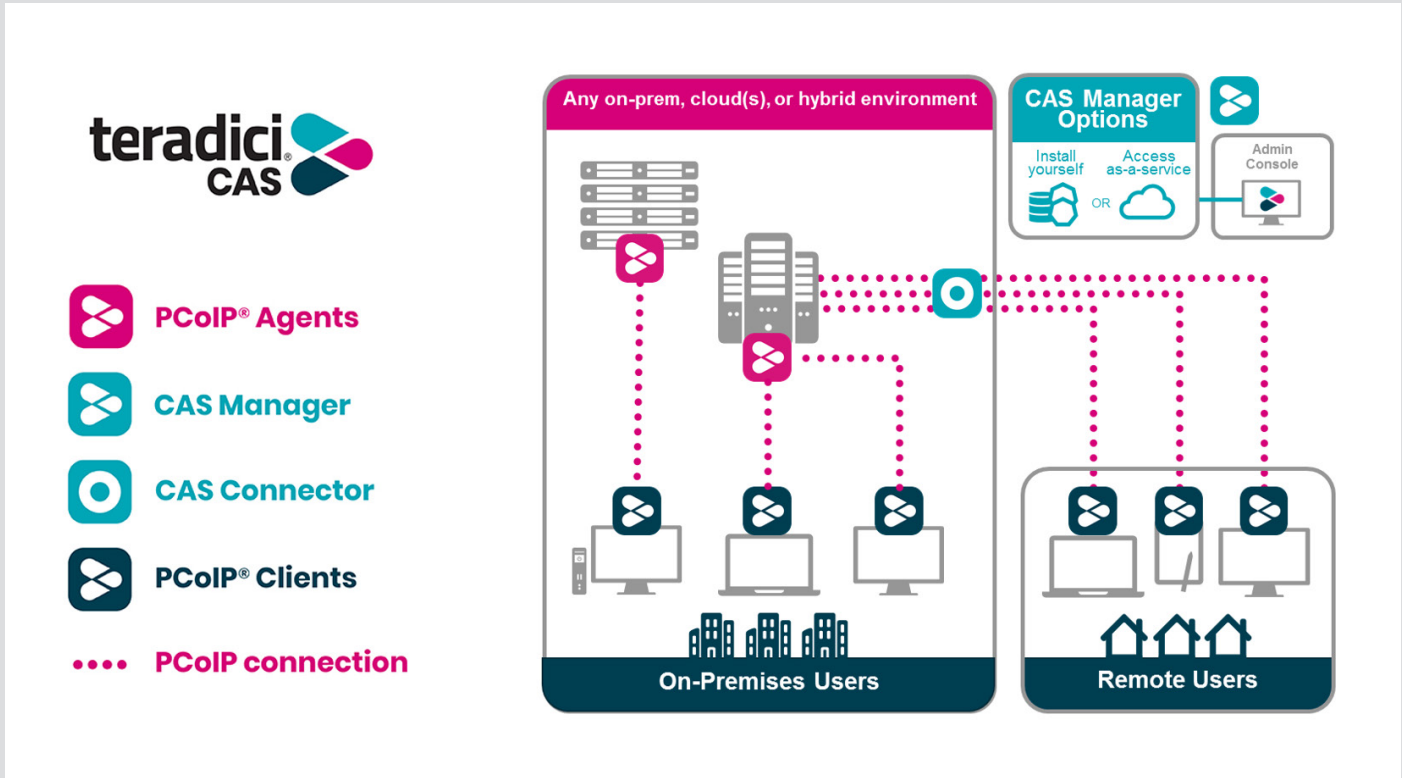 teradici®
CAS
PCoIP® Agents
CAS Manager
CAS Connector
PCoIP® Clients
PCoIP connection
Any on-prem, cloud(s), or hybrid environment
On-Premises Users
CAS Manager
Options
Install
yourself
OR
Access
as-a-service
Admin
Console
Remote Users